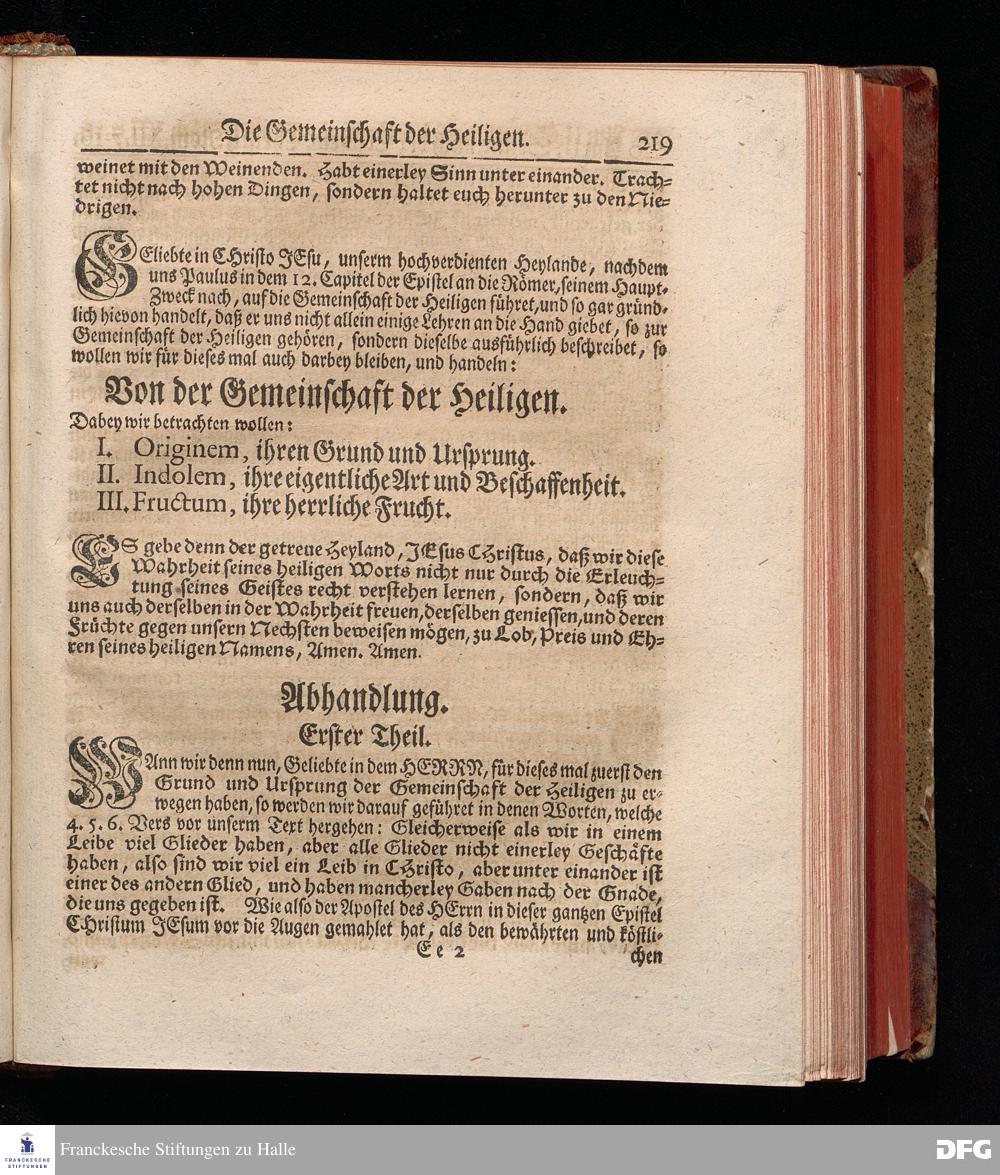 Die Gemeinschaft der Heiligen. 219
weinet mit den Weinenden. Habt einerley Sinn unter einander. Trach-
tet nicht nach hohen Dingen, sondern haltet euch herunter zu den Nie-
drigen.
GEliebte in CHristo JEsu, unserm hochverdienten Heylande, nachdem
uns Paulus in dem 12. Capitel der Epistel an die Römer, seinem Haupt-
Zweck nach, auf die Gemeinschaft der Heiligen führet, und so gar gründ-
lich hievon handelt, daß er uns nicht allein einige Lehren an die Hand giebet, so zur
Gemeinschaft der Heiligen gehören, sondern dieselbe ausführlich beschreibet, so
wollen wir für dieses mal auch darbey bleiben, und handeln:
Von der Gemeinschaft der Heiligen.
Dabey wir betrachten wollen:
I. Originem, ihren Grund und Ursprung.
II. Indolem, ihre eigentliche Art und Beschaffenheit.
III. Fructum, ihre herrliche Frucht.
ES gebe denn der getreue Heyland, JEsus CHristus, daß wir diese
Wahrheit seines heiligen Worts nicht nur durch die Erleuch-
tung seines Geistes recht verstehen lernen, sondern, daß wir
uns auch derselben in der Wahrheit freuen, derselben geniessen, und deren
Früchte gegen unsern Nechsten beweisen mögen, zu Lob, Preis und Eh-
ren seines heiligen Namens, Amen. Amen.
Abhandlung.
Erster Theil.
WAnn wir denn nun, Geliebte in dem HERRN, für dieses mal zuerst den
Grund und Ursprung der Gemeinschaft der Heiligen zu er-
wegen haben, so werden wir darauf geführet in denen Worten, welche
4. 5. 6. Vers vor unserm Text hergehen: Gleicherweise als wir in einem
Leibe viel Glieder haben, aber alle Glieder nicht einerley Geschäfte
haben, also sind wir viel ein Leib in CHristo, aber unter einander ist
einer des andern Glied, und haben mancherley Gaben nach der Gnade,
die uns gegeben ist. Wie also der Apostel des HErrn in dieser gantzen Epistel
CHristum JEsum vor die Augen gemahlet hat, als den bewährten und köstli-
Ee 2 chen
FRANCKESCHE
STIFTUNGEN
Franckesche Stiftungen zu Halle
DFG